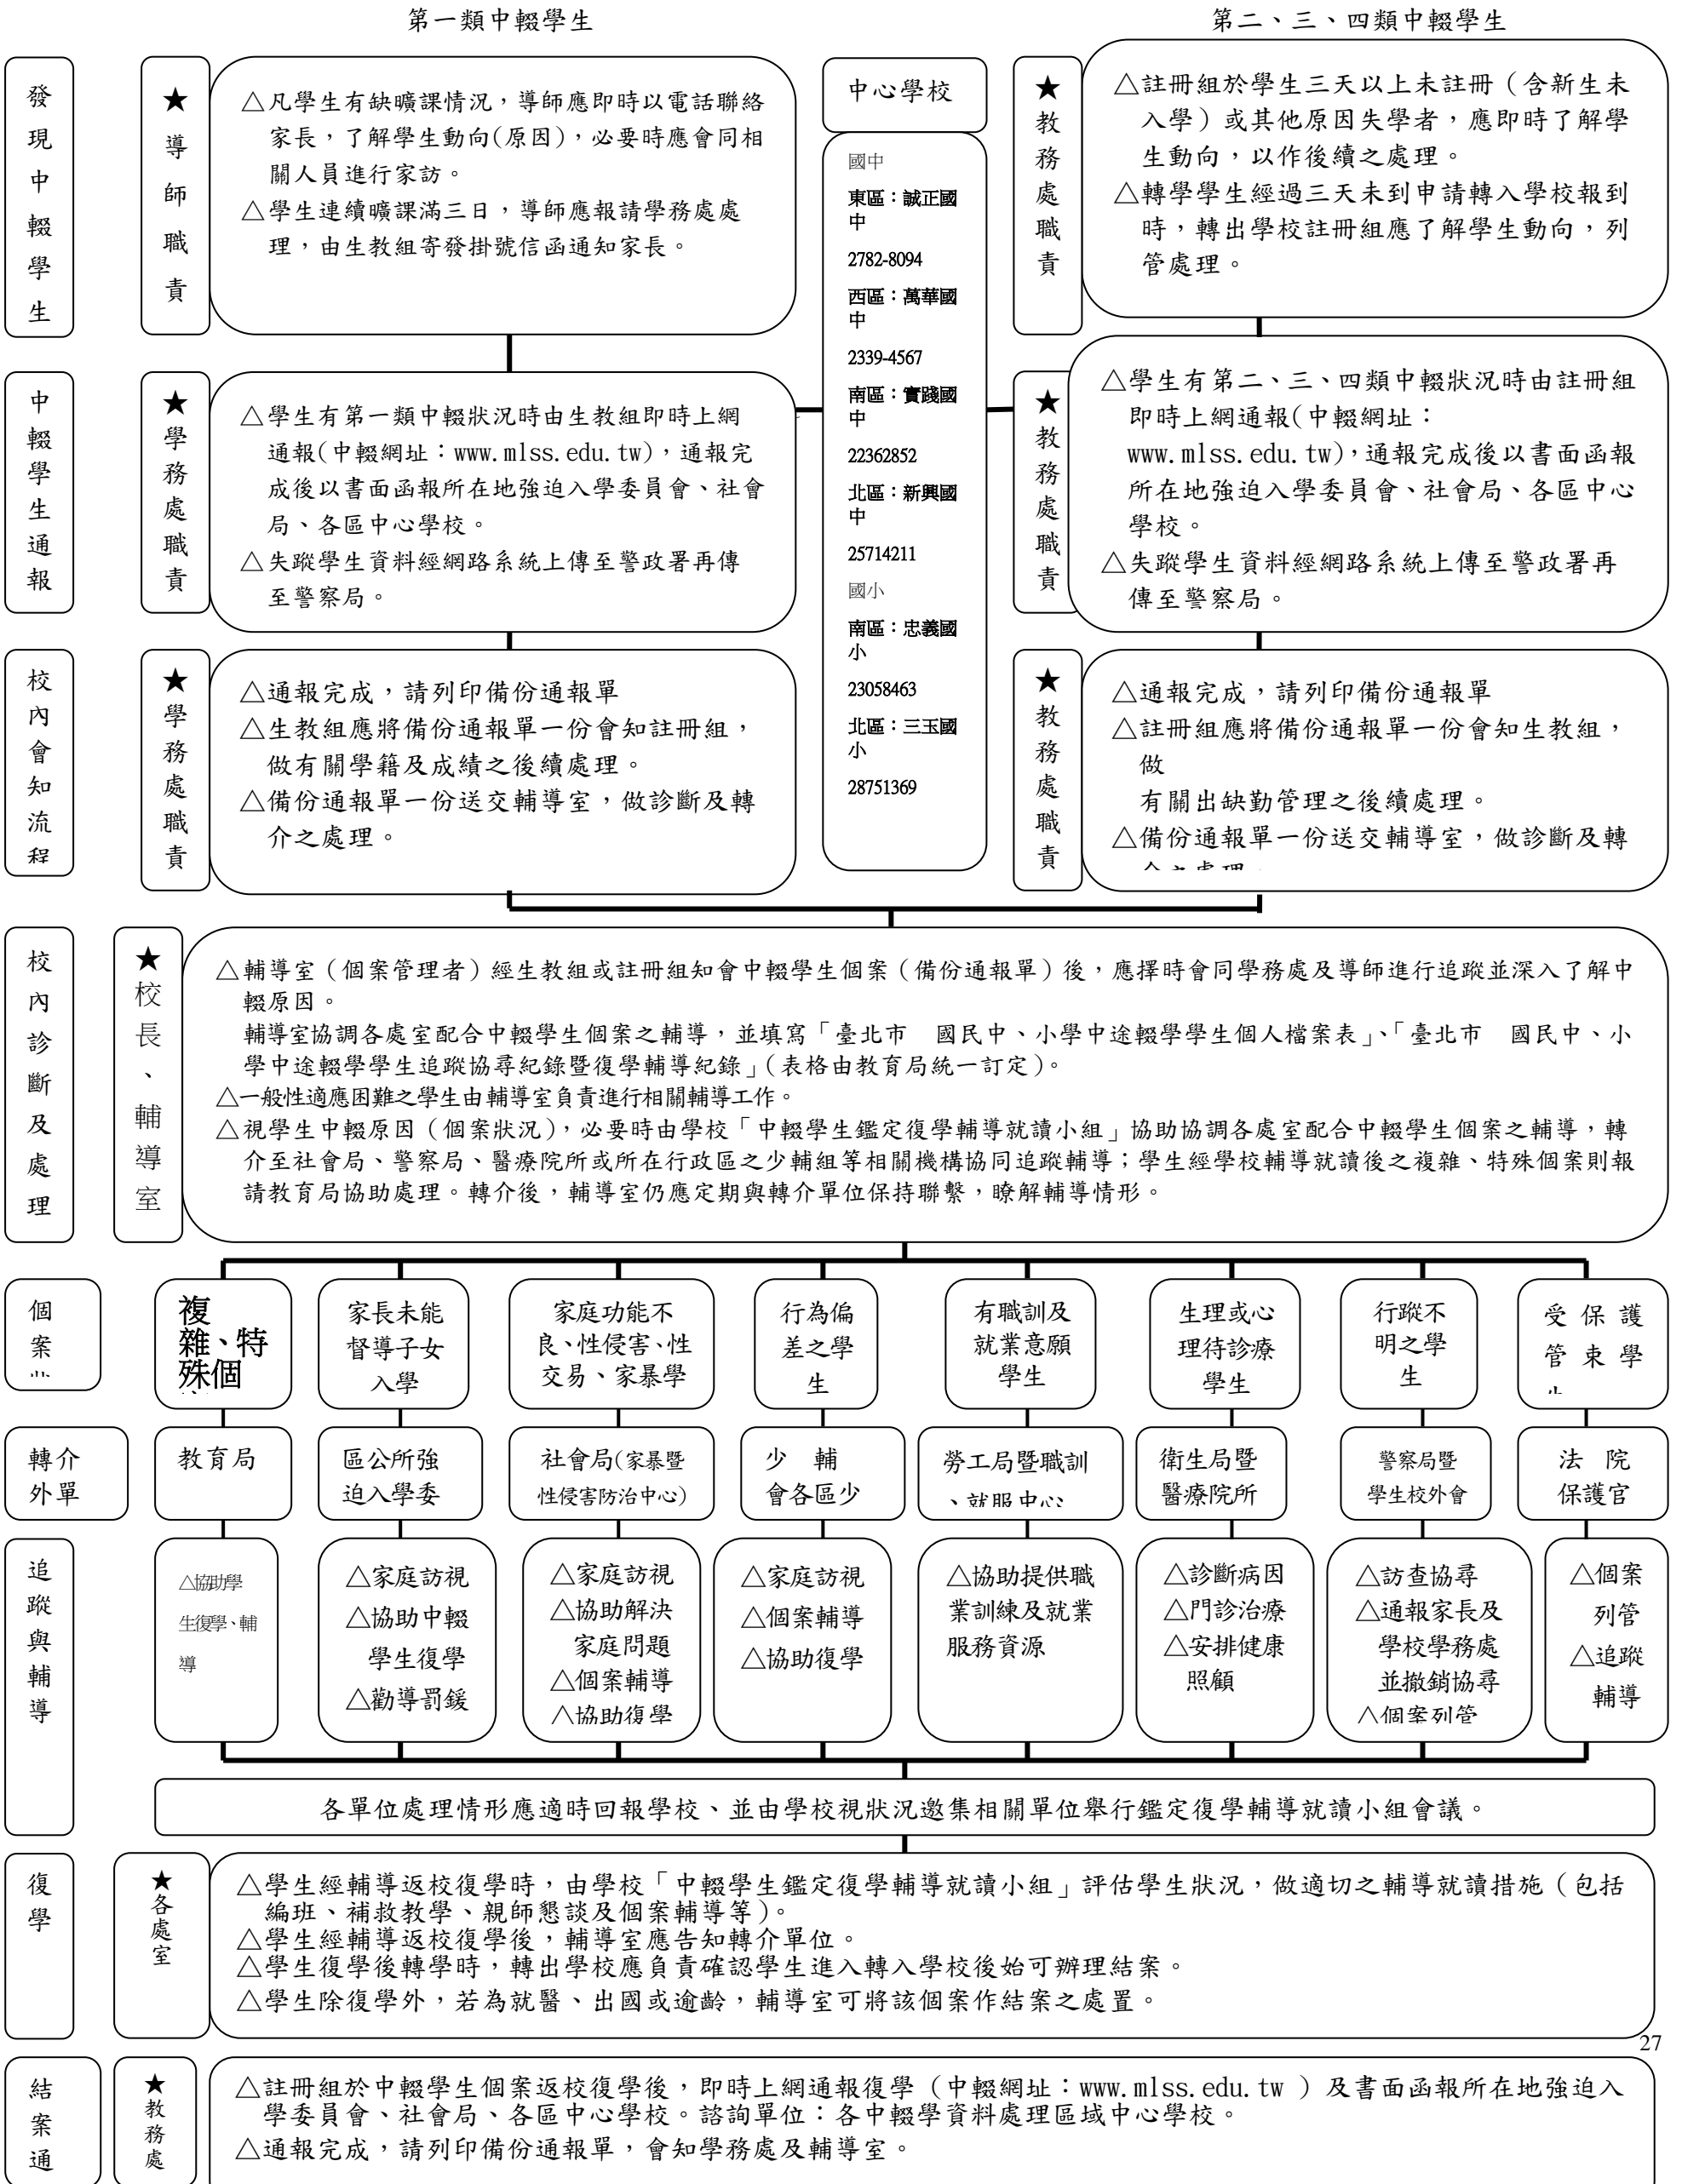 第一類中輟學生
第二、三、四類中輟學生
發
現
中
輟
學
生
★
導
師
職
責
△凡學生有缺曠課情況，導師應即時以電話聯絡
家長，了解學生動向(原因)，必要時應會同相
關人員進行家訪。
△學生連續曠課滿三日，導師應報請學務處處
理，由生教組寄發掛號信函通知家長。
中心學校
國中
東區：誠正國
中
2782-8094
西區：萬華國
中
2339-4567
南區：實踐國
中
22362852
北區：新興國
中
25714211
國小
南區：忠義國
小
23058463
北區：三玉國
小
28751369
★
教
務
處
職
責
△註冊組於學生三天以上未註冊（含新生未
入學）或其他原因失學者，應即時了解學
生動向，以作後續之處理。
△轉學學生經過三天未到申請轉入學校報到
時，轉出學校註冊組應了解學生動向，列
管處理。
中
輟
學
生
通
報
★
學
務
處
職
責
△學生有第一類中輟狀況時由生教組即時上網
通報(中輟網址：www.mlss.edu.tw)，通報完
成後以書面函報所在地強迫入學委員會、社會
局、各區中心學校。
△失蹤學生資料經網路系統上傳至警政署再傳
至警察局。
★
教
務
處
職
責
△學生有第二、三、四類中輟狀況時由註冊組
即時上網通報(中輟網址：
www.mlss.edu.tw)，通報完成後以書面函報
所在地強迫入學委員會、社會局、各區中心
學校。
△失蹤學生資料經網路系統上傳至警政署再
傳至警察局。
校
內
會
知
流
程
★
學
務
處
職
責
△通報完成，請列印備份通報單
△生教組應將備份通報單一份會知註冊組，
做有關學籍及成績之後續處理。
△備份通報單一份送交輔導室，做診斷及轉
介之處理。
★
教
務
處
職
責
△通報完成，請列印備份通報單
△註冊組應將備份通報單一份會知生教組，
做
有關出缺勤管理之後續處理。
△備份通報單一份送交輔導室，做診斷及轉
校
內
診
斷
及
處
理
★
校
長
、
輔
導
室
△輔導室（個案管理者）經生教組或註冊組知會中輟學生個案（備份通報單）後，應擇時會同學務處及導師進行追蹤並深入了解中
輟原因。
輔導室協調各處室配合中輟學生個案之輔導，並填寫「臺北市　國民中、小學中途輟學學生個人檔案表」、「臺北市　國民中、小
學中途輟學學生追蹤協尋紀錄暨復學輔導紀錄」（表格由教育局統一訂定）。
△一般性適應困難之學生由輔導室負責進行相關輔導工作。
△視學生中輟原因（個案狀況），必要時由學校「中輟學生鑑定復學輔導就讀小組」協助協調各處室配合中輟學生個案之輔導，轉
介至社會局、警察局、醫療院所或所在行政區之少輔組等相關機構協同追蹤輔導；學生經學校輔導就讀後之複雜、特殊個案則報
請教育局協助處理。轉介後，輔導室仍應定期與轉介單位保持聯繫，瞭解輔導情形。
個
案
複
雜、特
殊個
家長未能
督導子女
入學
家庭功能不
良、性侵害、性
交易、家暴學
行為偏
差之學
生
有職訓及
就業意願
學生
生理或心
理待診療
學生
行蹤不
明之學
生
受保護
管束學
轉介
外單
教育局
區公所強
迫入學委
社會局(家暴暨
性侵害防治中心)
少輔
會各區少
勞工局暨職訓
、就服中心
衛生局暨
醫療院所
警察局暨
學生校外會
法院
保護官
追
蹤
與
輔
導
△協助學
生復學、輔
導
△家庭訪視
△協助中輟
學生復學
△勸導罰鍰
△家庭訪視
△協助解決
家庭問題
△個案輔導
△協助復學
△家庭訪視
△個案輔導
△協助復學
△協助提供職
業訓練及就業
服務資源
△診斷病因
△門診治療
△安排健康
照顧
△訪查協尋
△通報家長及
學校學務處
並撤銷協尋
△個案列管
△個案
列管
△追蹤
輔導
各單位處理情形應適時回報學校、並由學校視狀況邀集相關單位舉行鑑定復學輔導就讀小組會議。
復
學
★
各
處
室
△學生經輔導返校復學時，由學校「中輟學生鑑定復學輔導就讀小組」評估學生狀況，做適切之輔導就讀措施（包括
編班、補救教學、親師懇談及個案輔導等）。
△學生經輔導返校復學後，輔導室應告知轉介單位。
△學生復學後轉學時，轉出學校應負責確認學生進入轉入學校後始可辦理結案。
△學生除復學外，若為就醫、出國或逾齡，輔導室可將該個案作結案之處置。
27
結
案
通
★
教
務
處
△註冊組於中輟學生個案返校復學後，即時上網通報復學（中輟網址：www.mlss.edu.tw ）及書面函報所在地強迫入
學委員會、社會局、各區中心學校。諮詢單位：各中輟學資料處理區域中心學校。
△通報完成，請列印備份通報單，會知學務處及輔導室。